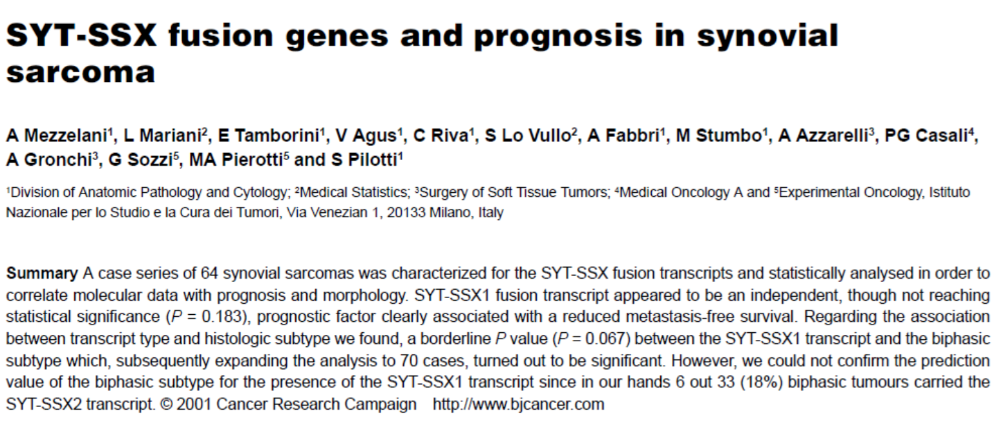 SYT-SSX fusion genes and prognosis in synovial
sarcoma
A Mezzelani¹, L Mariani², E Tamborini¹, V Agus¹, C Riva¹, S Lo Vullo², A Fabbri¹, M Stumbo¹, A Azzarelli³, PG Casali⁴,
A Gronchi³, G Sozzi⁵, MA Pierotti⁵ and S Pilotti¹
¹Division of Anatomic Pathology and Cytology; ²Medical Statistics; ³Surgery of Soft Tissue Tumors; ⁴Medical Oncology A and ⁵Experimental Oncology, Istituto
Nazionale per lo Studio e la Cura dei Tumori, Via Venezian 1, 20133 Milano, Italy
Summary A case series of 64 synovial sarcomas was characterized for the SYT-SSX fusion transcripts and statistically analysed in order to
correlate molecular data with prognosis and morphology. SYT-SSX1 fusion transcript appeared to be an independent, though not reaching
statistical significance (P = 0.183), prognostic factor clearly associated with a reduced metastasis-free survival. Regarding the association
between transcript type and histologic subtype we found, a borderline P value (P = 0.067) between the SYT-SSX1 transcript and the biphasic
subtype which, subsequently expanding the analysis to 70 cases, turned out to be significant. However, we could not confirm the prediction
value of the biphasic subtype for the presence of the SYT-SSX1 transcript since in our hands 6 out 33 (18%) biphasic tumours carried the
SYT-SSX2 transcript. © 2001 Cancer Research Campaign http://www.bjcancer.com